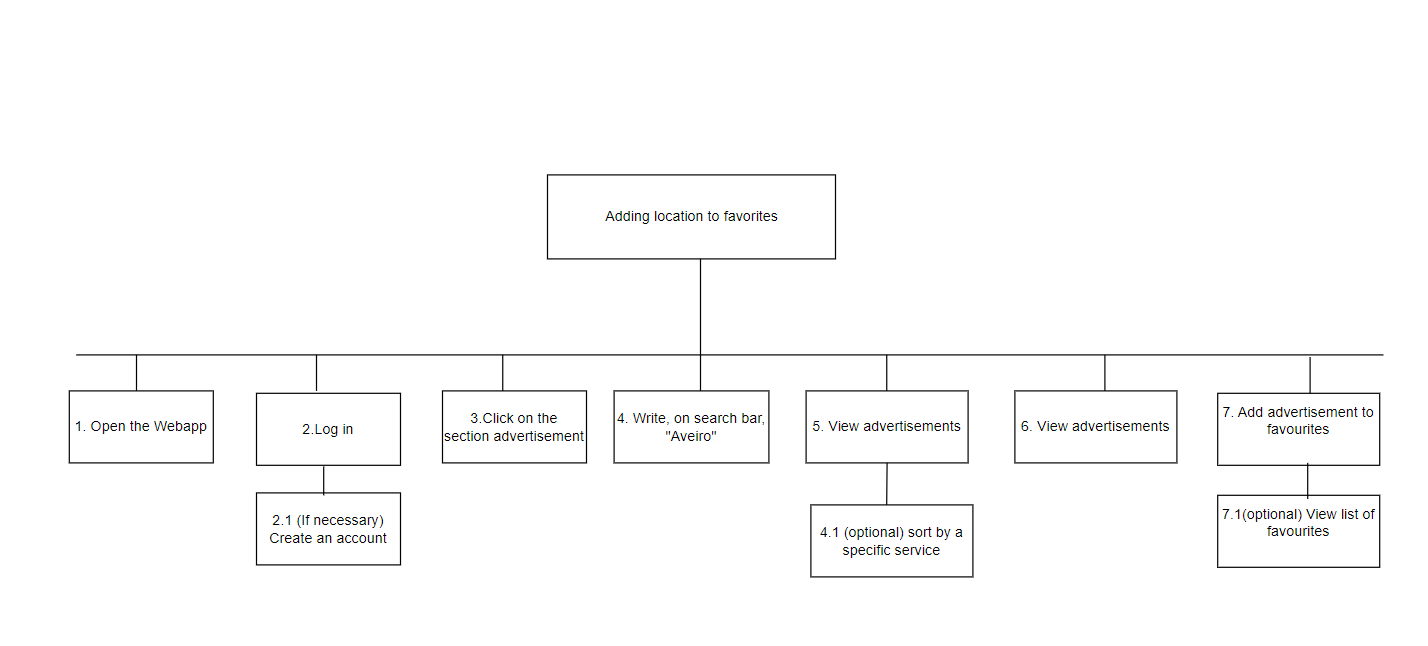 Adding location to favorites
1. Open the Webapp
2.Log in
3.Click on the
section advertisement
4. Write, on search bar,
"Aveiro"
5. View advertisements
6. View advertisements
7. Add advertisement to
favourites
2.1 (If necessary)
Create an account
4.1 (optional) sort by a
specific service
7.1(optional) View list of
favourites